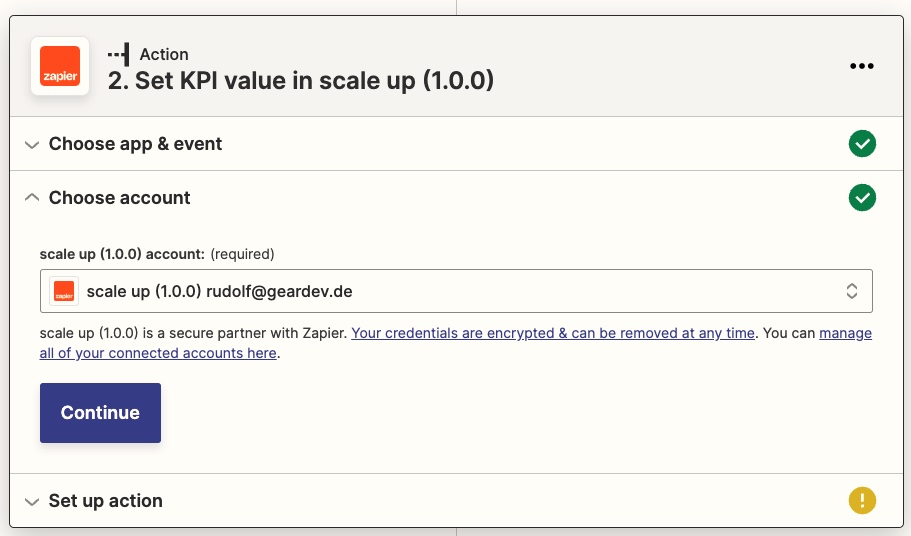 zapier
Action
2. Set KPI value in scale up (1.0.0)
Choose app & event
Choose account
scale up (1.0.0) account: (required)
zapier
scale up (1.0.0) rudolf@geardev.de
scale up (1.0.0) is a secure partner with Zapier. Your credentials are encrypted & can be removed at any time. You can manage
all of your connected accounts here.
Continue
Set up action